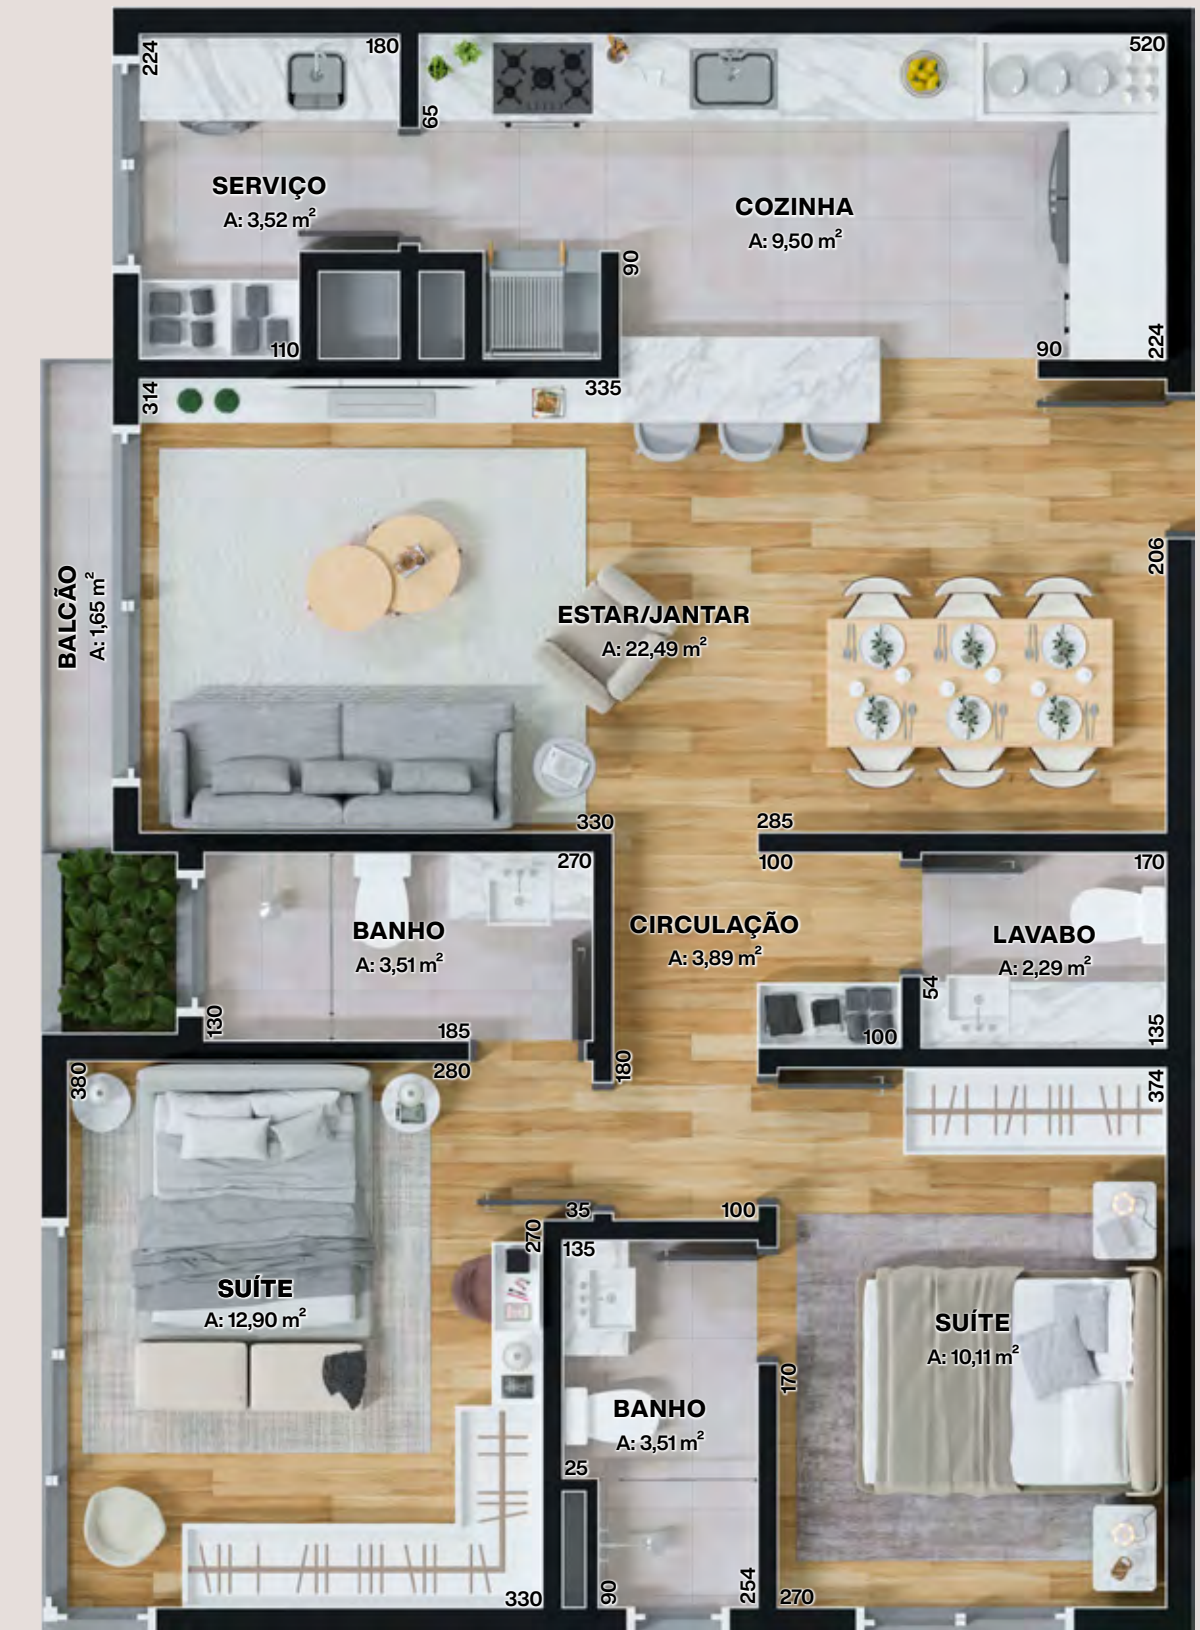 224
180
520
65
SERVIÇO
A: 3,52 m²
COZINHA
A: 9,50 m²
90
110
90
224
314
335
206
BALCÃO
A: 1,65 m²
ESTAR/JANTAR
A: 22,49 m²
330
285
270
100
170
BANHO
A: 3,51 m²
CIRCULAÇÃO
A: 3,89 m²
LAVABO
A: 2,29 m²
54
130
185
100
135
380
280
180
374
35
100
270
135
SUÍTE
A: 12,90 m²
SUÍTE
A: 10,11 m²
170
BANHO
A: 3,51 m²
25
330
90
254
270